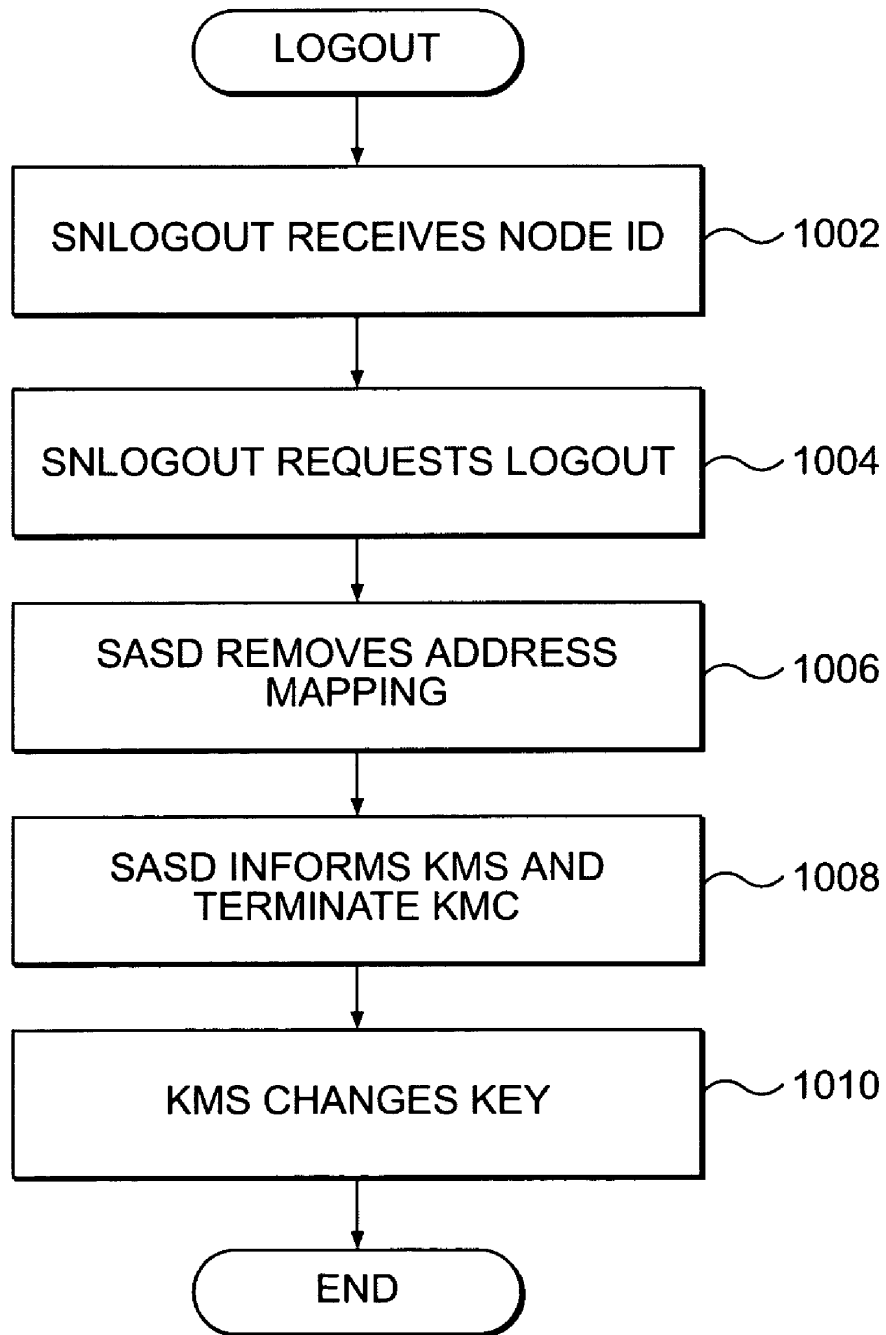 LOGOUT
SNLOGOUT RECEIVES NODE ID
1002
SNLOGOUT REQUESTS LOGOUT
1004
SASD REMOVES ADDRESS
MAPPING
1006
SASD INFORMS KMS AND
TERMINATE KMC
1008
KMS CHANGES KEY
1010
END